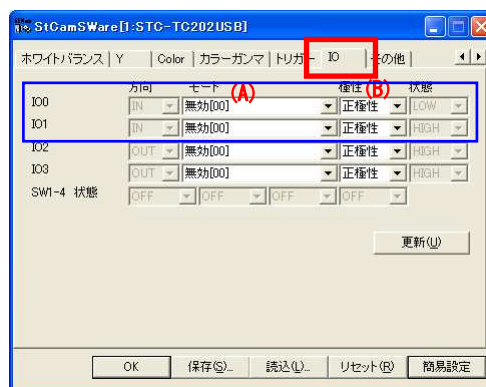 StCamSWare[1:STC-TC202USB]
ホワイトバランス Y Color カラーガンマ トリガー IO その他
方向 モード (A) 極性 (B) 状態
IO0 IN 無効[00] 正極性 LOW
IO1 IN 無効[00] 正極性 HIGH
IO2 OUT 無効[00] 正極性 HIGH
IO3 OUT 無効[00] 正極性 HIGH
SW1-4 状態 OFF OFF OFF OFF
更新(U)
OK 保存(S)... 読込(L)... リセット(R) 簡易設定